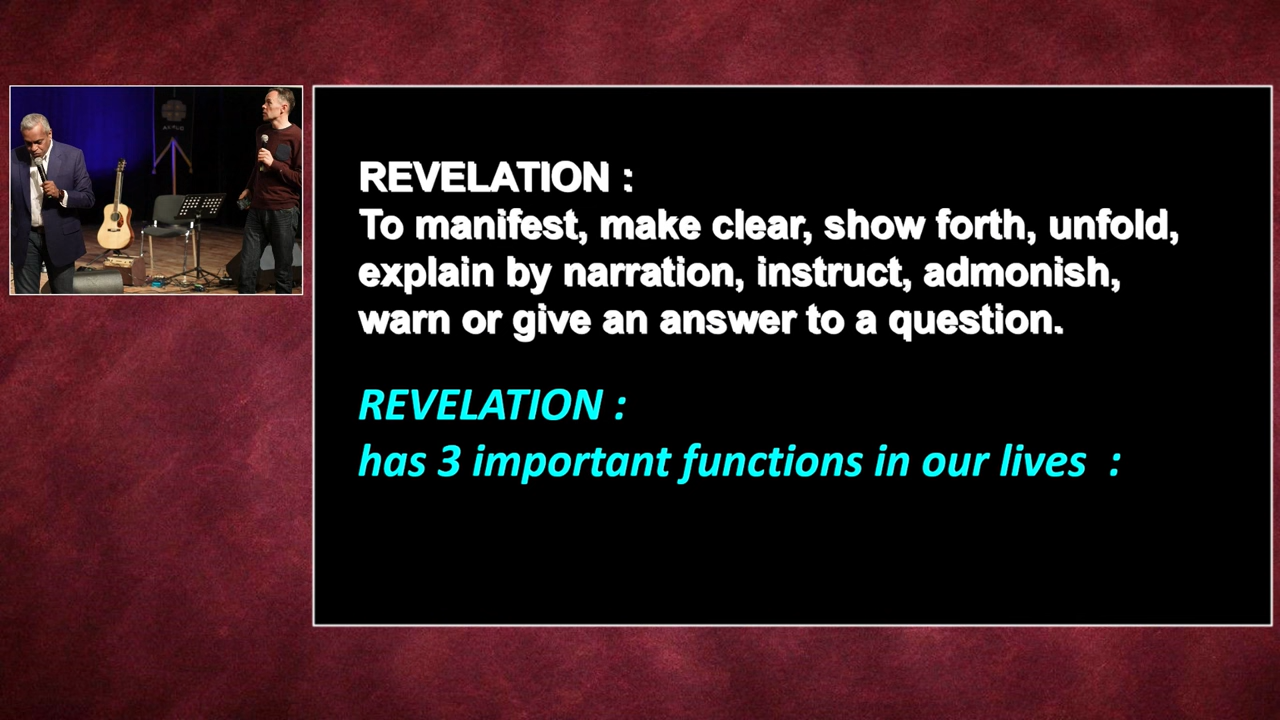 REVELATION :
To manifest, make clear, show forth, unfold,
explain by narration, instruct, admonish,
warn or give an answer to a question.
REVELATION :
has 3 important functions in our lives :